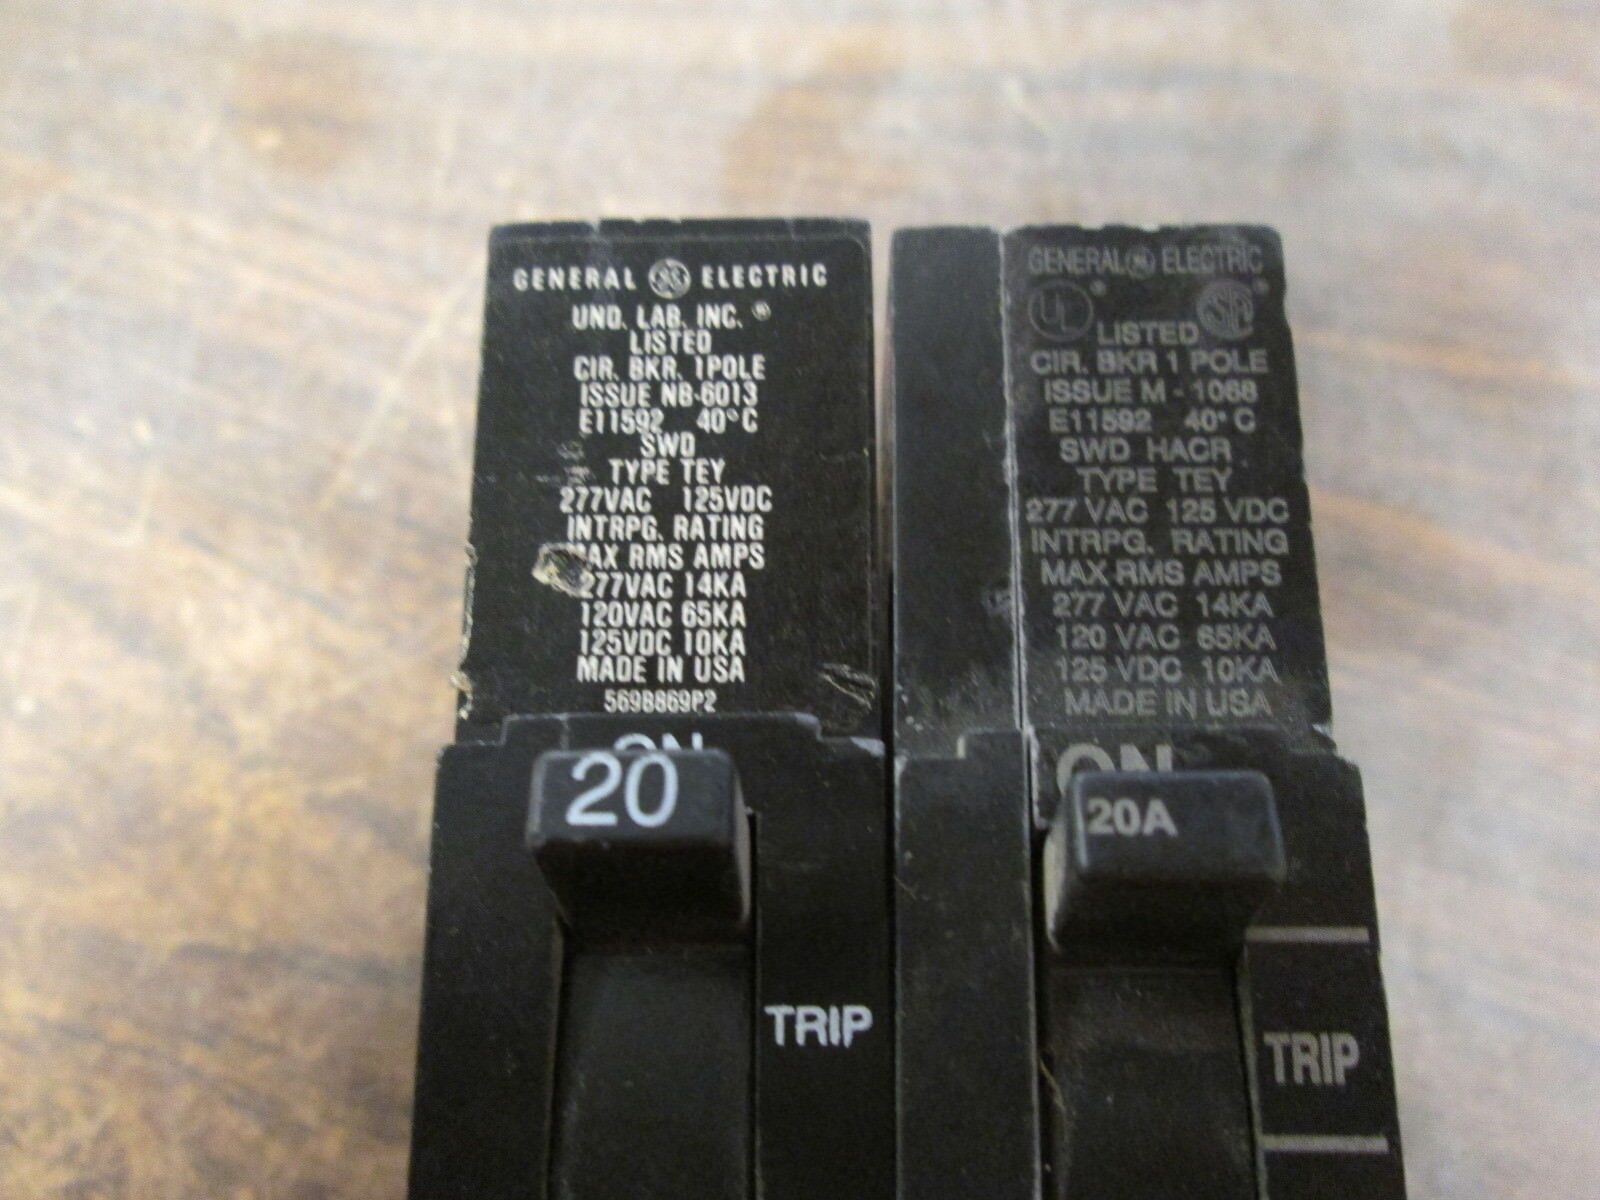 GENERAL GE ELECTRIC
UND. LAB. INC. ®
LISTED
CIR. BKR. 1POLE
ISSUE NB-6013
E11592 40°C
SWD
TYPE TEY
277VAC 125VDC
INTRPG. RATING
MAX RMS AMPS
277VAC 14KA
120VAC 65KA
125VDC 10KA
MADE IN USA
569B869P2
ON
20
TRIP
GENERAL GE ELECTRIC
UL ® LISTED SA ®
CIR. BKR 1 POLE
ISSUE M - 1068
E11592 40°C
SWD HACR
TYPE TEY
277 VAC 125 VDC
INTRPG. RATING
MAX RMS AMPS
277 VAC 14KA
120 VAC 65KA
125 VDC 10KA
MADE IN USA
ON
20A
TRIP